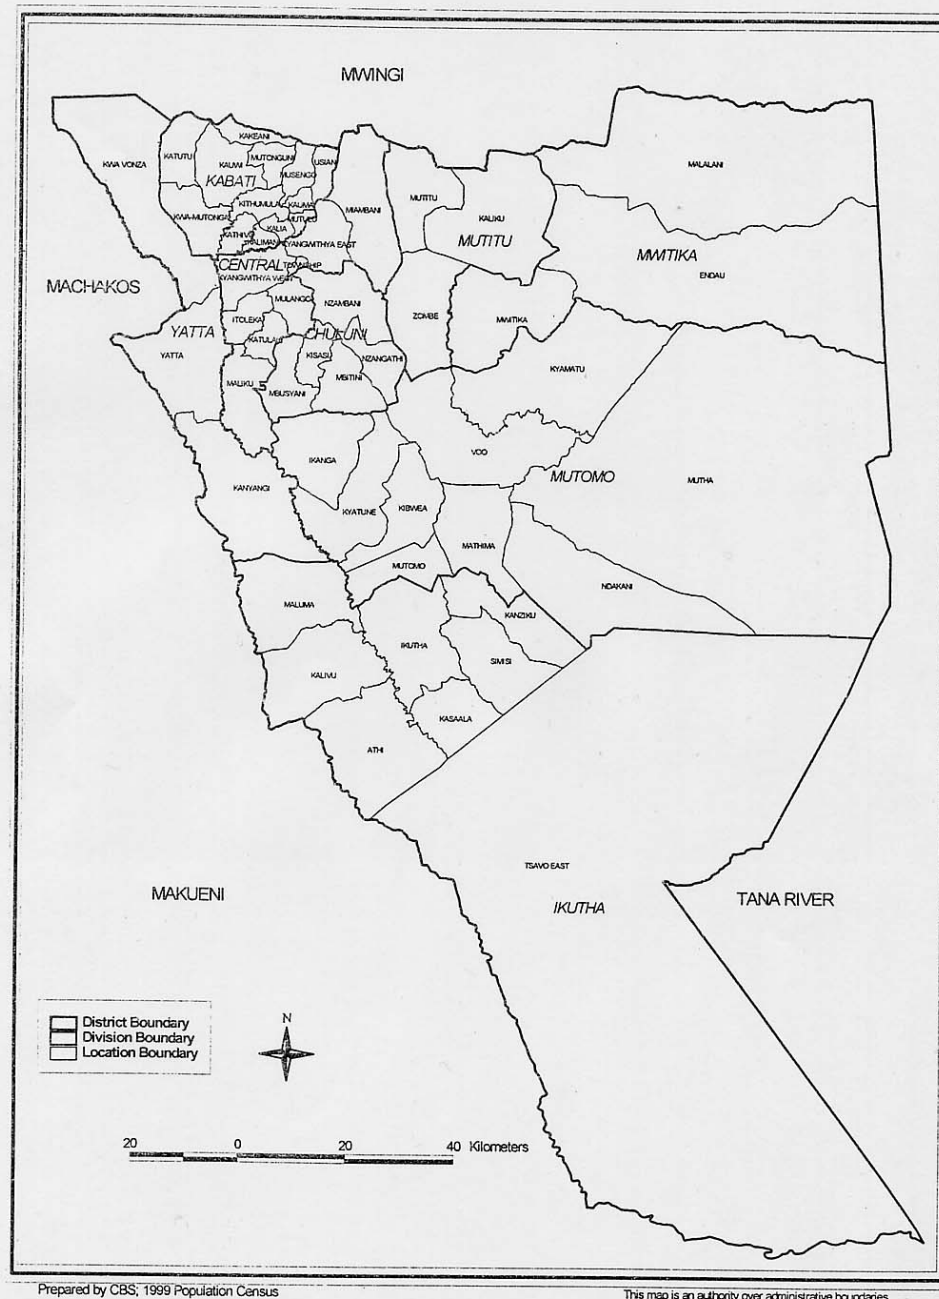 MWINGI
KAKEANI
KWA VONZA
KATUTU
KAUWI
MUTONGUNI
USIANI
MUSENGO
MALALANI
KABATI
MUTITU
KITHUMULA
KAUMA
MIAMBANI
KALIKU
KWA-MUTONGA
MUTULU
KALIA
KATHIVO
MUTITU
KALIMANI
KYANGWITHYA EAST
MWITIKA
CENTRAL
TOWNSHIP
ENDAU
KYANGWITHYA WEST
MACHAKOS
MULANGO
NZAMBANI
ZOMBE
MWITIKA
ITOLEKA
YATTA
CHULUNI
KATULANI
YATTA
KISASI
NZANGATHI
KYAMATU
MALIKU
MBITINI
MBUSYANI
VOO
IKANGA
MUTOMO
MUTHA
KANYANGI
KYATUNE
KIBWEA
MATHIMA
MUTOMO
NDAKANI
MALUMA
KANZIKU
IKUTHA
SIMISI
KALIVU
KASAALA
ATHI
TSAVO EAST
MAKUENI
IKUTHA
TANA RIVER
District Boundary
Division Boundary
Location Boundary
N
20 0 20 40 Kilometers
Prepared by CBS; 1999 Population Census
This map is an authority over administrative boundaries